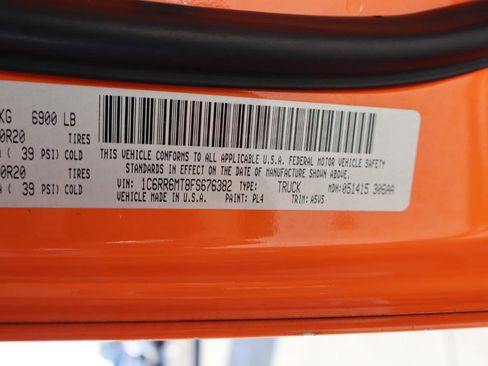 KG 6900 LB
0R20 TIRES
A ( 39 PSI) COLD
0R20 TIRES
A ( 39 PSI) COLD
THIS VEHICLE CONFORMS TO ALL APPLICABLE U.S.A. FEDERAL MOTOR VEHICLE SAFETY
STANDARDS IN EFFECT ON THE DATE OF MANUFACTURE SHOWN ABOVE.
VIN: 1C6RR6MT8FS676382 TYPE: TRUCK MDH:051415 306AA
VEHICLE MADE IN U.S.A. PAINT: PL4 TRIM: A5V5